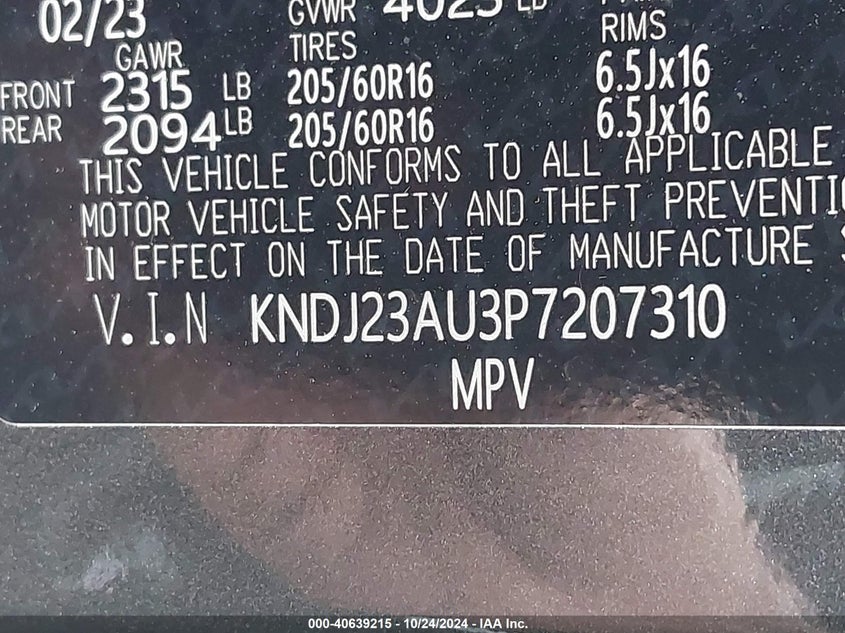 02/23 GVWR 4023 LB
GAWR TIRES RIMS
FRONT 2315 LB 205/60R16 6.5Jx16
REAR 2094 LB 205/60R16 6.5Jx16
THIS VEHICLE CONFORMS TO ALL APPLICABLE
MOTOR VEHICLE SAFETY AND THEFT PREVENTI
IN EFFECT ON THE DATE OF MANUFACTURE
V.I.N KNDJ23AU3P7207310
MPV
000-40639215 - 10/24/2024 - IAA Inc.